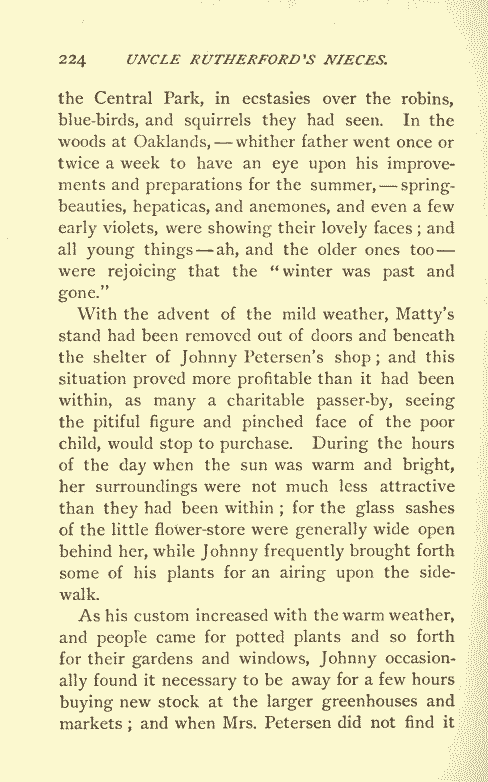 224 UNCLE RUTHERFORD'S NIECES.
the Central Park, in ecstasies over the robins,
blue-birds, and squirrels they had seen. In the
woods at Oaklands, — whither father went once or
twice a week to have an eye upon his improve-
ments and preparations for the summer, — spring-
beauties, hepaticas, and anemones, and even a few
early violets, were showing their lovely faces ; and
all young things — ah, and the older ones too —
were rejoicing that the "winter was past and
gone."
With the advent of the mild weather, Matty's
stand had been removed out of doors and beneath
the shelter of Johnny Petersen's shop ; and this
situation proved more profitable than it had been
within, as many a charitable passer-by, seeing
the pitiful figure and pinched face of the poor
child, would stop to purchase. During the hours
of the day when the sun was warm and bright,
her surroundings were not much less attractive
than they had been within ; for the glass sashes
of the little flower-store were generally wide open
behind her, while Johnny frequently brought forth
some of his plants for an airing upon the side-
walk.
As his custom increased with the warm weather,
and people came for potted plants and so forth
for their gardens and windows, Johnny occasion-
ally found it necessary to be away for a few hours
buying new stock at the larger greenhouses and
markets ; and when Mrs. Petersen did not find it